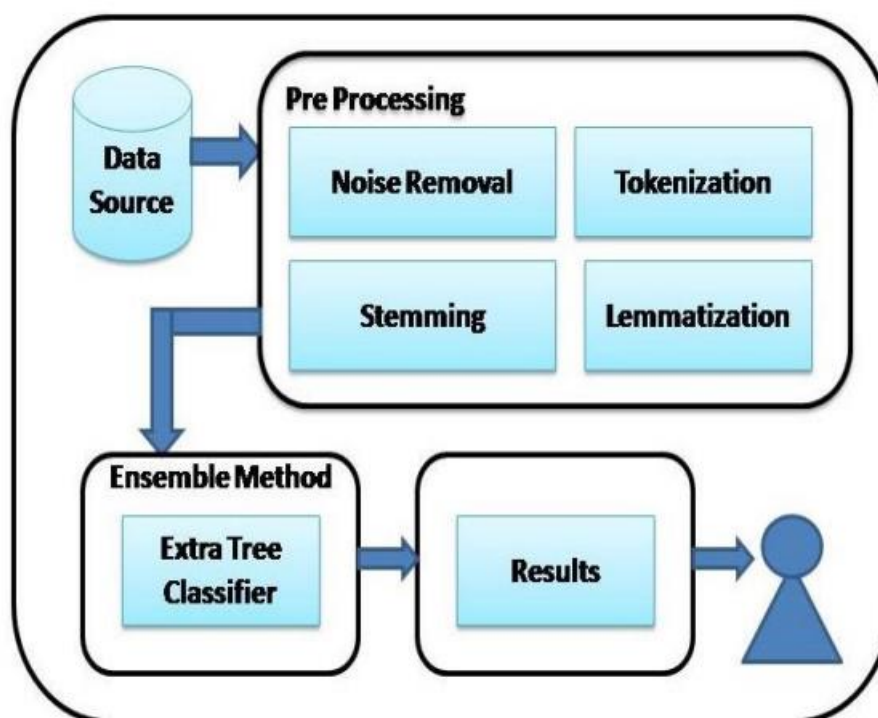 Data
Source
Pre Processing
Noise Removal
Tokenization
Stemming
Lemmatization
Ensemble Method
Extra Tree
Classifier
Results